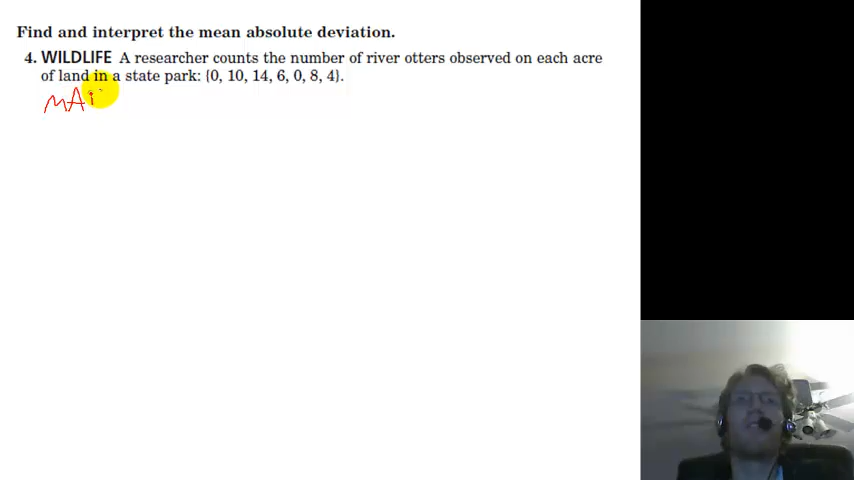 Find and interpret the mean absolute deviation.
4. WILDLIFE A researcher counts the number of river otters observed on each acre
of land in a state park: {0, 10, 14, 6, 0, 8, 4}.
MA